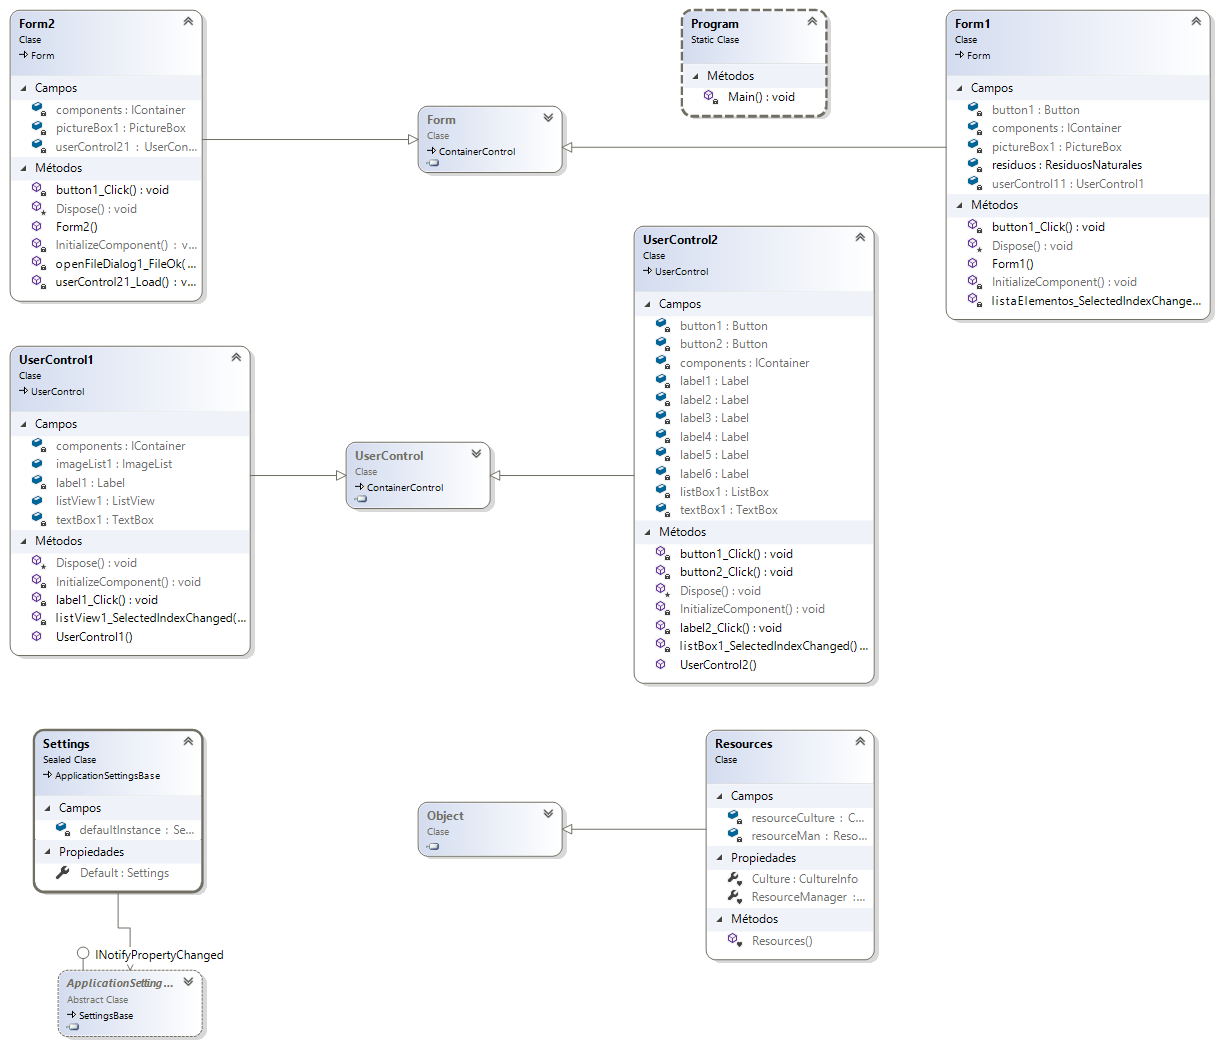 Form2
Clase
Form
Campos
components : IContainer
pictureBox1 : PictureBox
userControl21 : UserCon...
Métodos
button1_Click() : void
Dispose() : void
Form2()
InitializeComponent() : v...
openFileDialog1_FileOk(...
userControl21_Load() : v...
Form
Clase
ContainerControl
Program
Static Clase
Métodos
Main() : void
Form1
Clase
Form
Campos
button1 : Button
components : IContainer
pictureBox1 : PictureBox
residuos : ResiduosNaturales
userControl11 : UserControl1
Métodos
button1_Click() : void
Dispose() : void
Form1()
InitializeComponent() : void
listaElementos_SelectedIndexChange...
UserControl1
Clase
UserControl
Campos
components : IContainer
imageList1 : ImageList
label1 : Label
listView1 : ListView
textBox1 : TextBox
Métodos
Dispose() : void
InitializeComponent() : void
label1_Click() : void
listView1_SelectedIndexChanged(...
UserControl1()
UserControl
Clase
ContainerControl
UserControl2
Clase
UserControl
Campos
button1 : Button
button2 : Button
components : IContainer
label1 : Label
label2 : Label
label3 : Label
label4 : Label
label5 : Label
label6 : Label
listBox1 : ListBox
textBox1 : TextBox
Métodos
button1_Click() : void
button2_Click() : void
Dispose() : void
InitializeComponent() : void
label2_Click() : void
listBox1_SelectedIndexChanged() ...
UserControl2()
Settings
Sealed Clase
ApplicationSettingsBase
Campos
defaultInstance : Se...
Propiedades
Default : Settings
INotifyPropertyChanged
ApplicationSetting...
Abstract Clase
SettingsBase
Object
Clase
Resources
Clase
Campos
resourceCulture : C...
resourceMan : Reso...
Propiedades
Culture : CultureInfo
ResourceManager :...
Métodos
Resources()